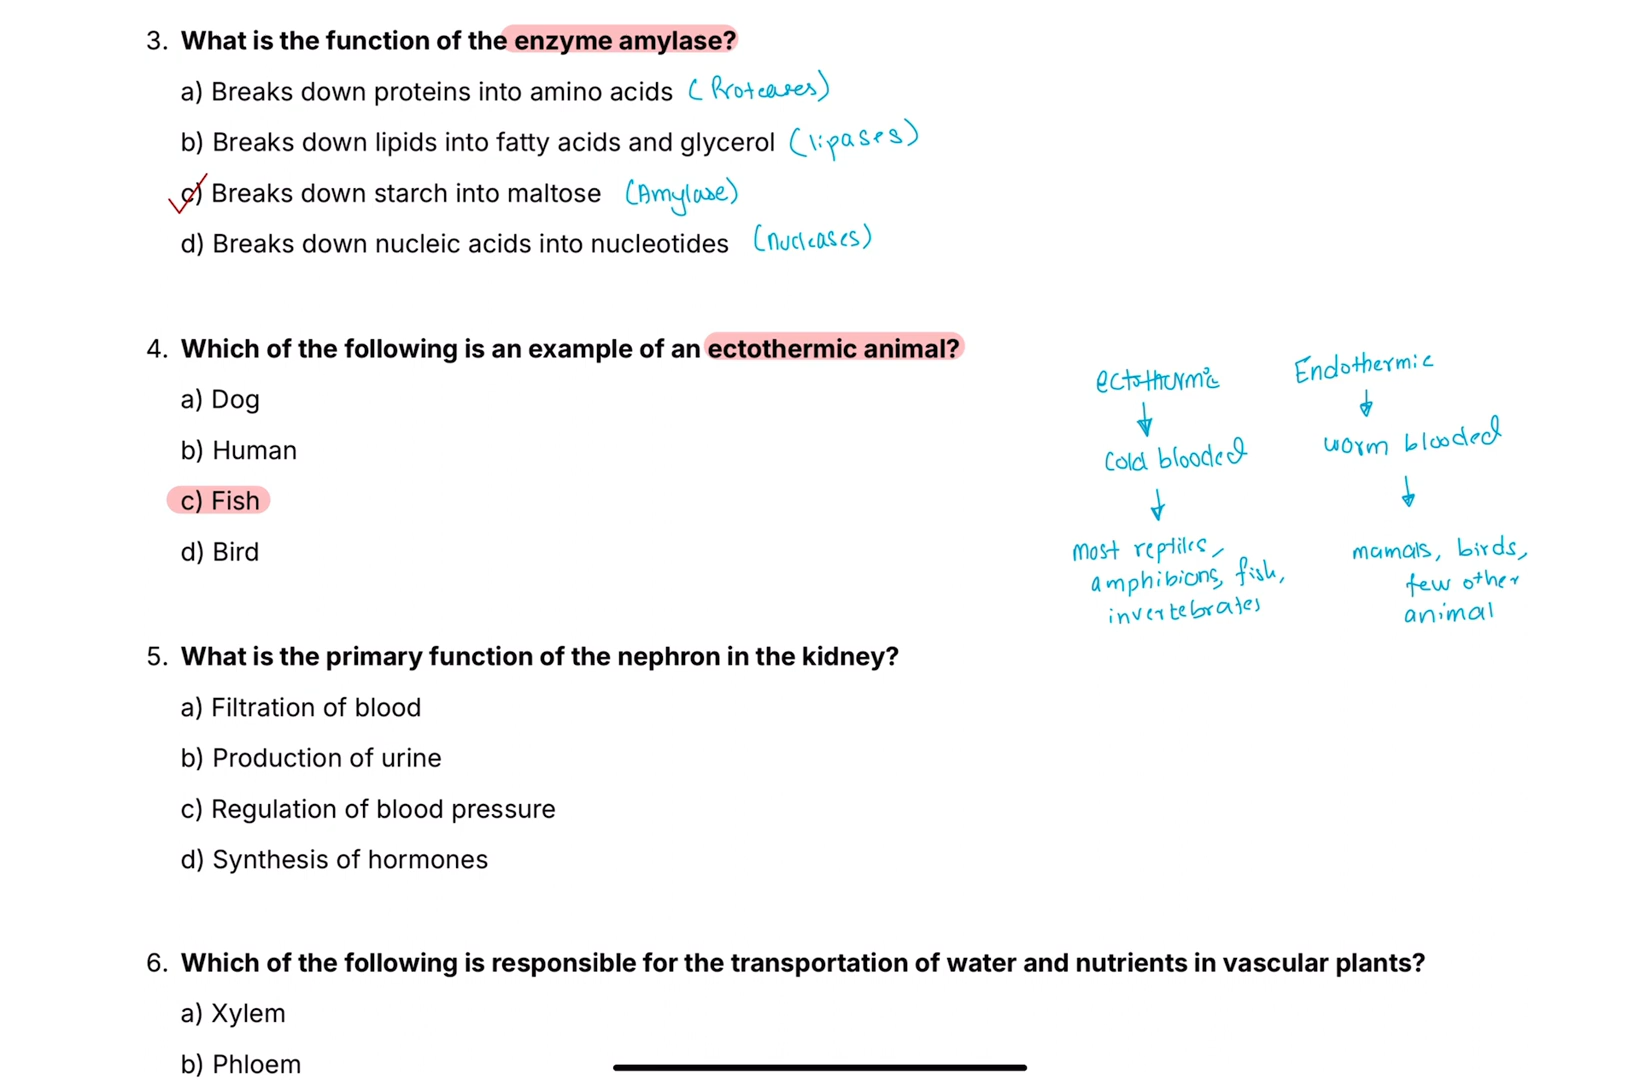 3. What is the function of the enzyme amylase?
a) Breaks down proteins into amino acids (Proteases)
b) Breaks down lipids into fatty acids and glycerol (lipases)
c) Breaks down starch into maltose (Amylase)
d) Breaks down nucleic acids into nucleotides (nucleases)
4. Which of the following is an example of an ectothermic animal?
a) Dog
b) Human
c) Fish
d) Bird
ectothermic
↓
Cold blooded
↓
most reptiles,
amphibians, fish,
invertebrates
Endothermic
↓
worm blooded
↓
mamals, birds,
few other
animal
5. What is the primary function of the nephron in the kidney?
a) Filtration of blood
b) Production of urine
c) Regulation of blood pressure
d) Synthesis of hormones
6. Which of the following is responsible for the transportation of water and nutrients in vascular plants?
a) Xylem
b) Phloem